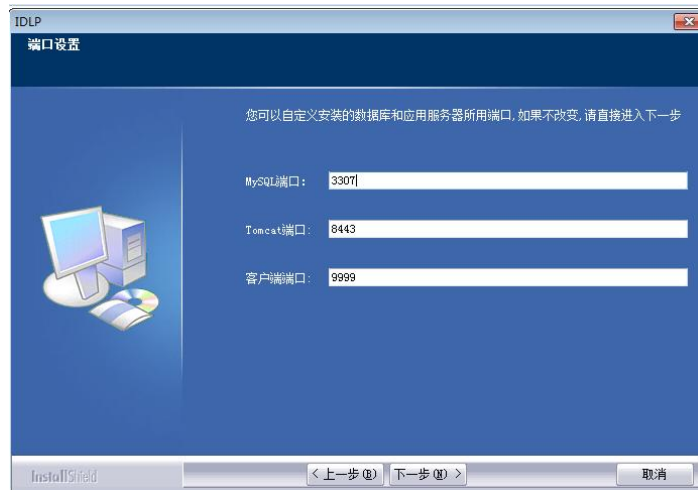 IDLP
端口设置
您可以自定义安装的数据库和应用服务器所用端口,如果不改变,请直接进入下一步
MySQL端口: 3307
Tomcat端口: 8443
客户端端口: 9999
InstallShield
<上一步(B) 下一步(N) > 取消